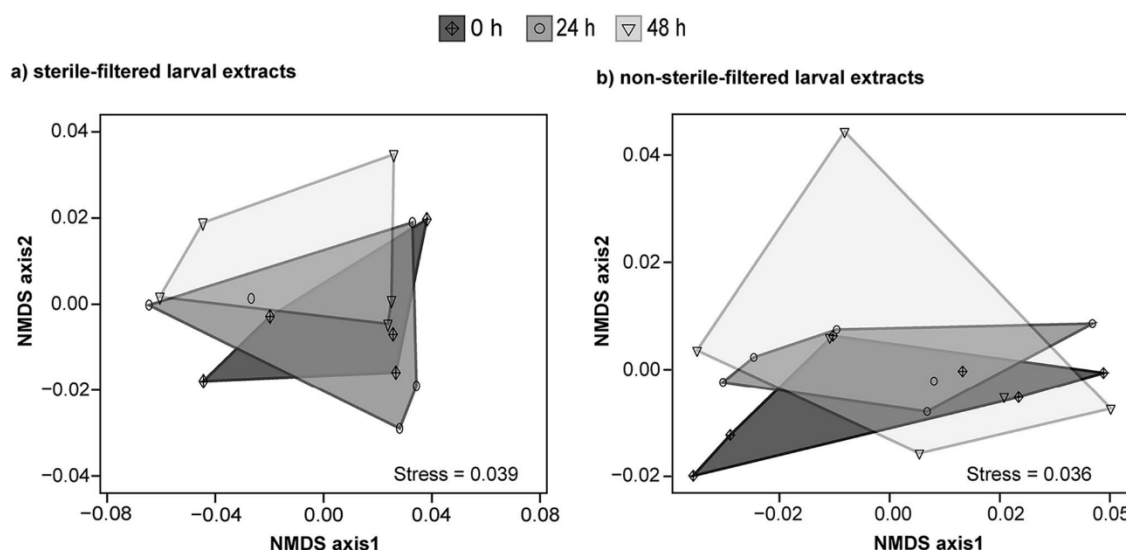 0 h 24 h 48 h
a) sterile-filtered larval extracts
NMDS axis2
0.04
0.02
0.00
−0.02
−0.04
Stress = 0.039
−0.08 −0.04 0.00 0.04 0.08
NMDS axis1
b) non-sterile-filtered larval extracts
NMDS axis2
0.04
0.02
0.00
−0.02
Stress = 0.036
−0.02 0.00 0.02 0.05
NMDS axis1